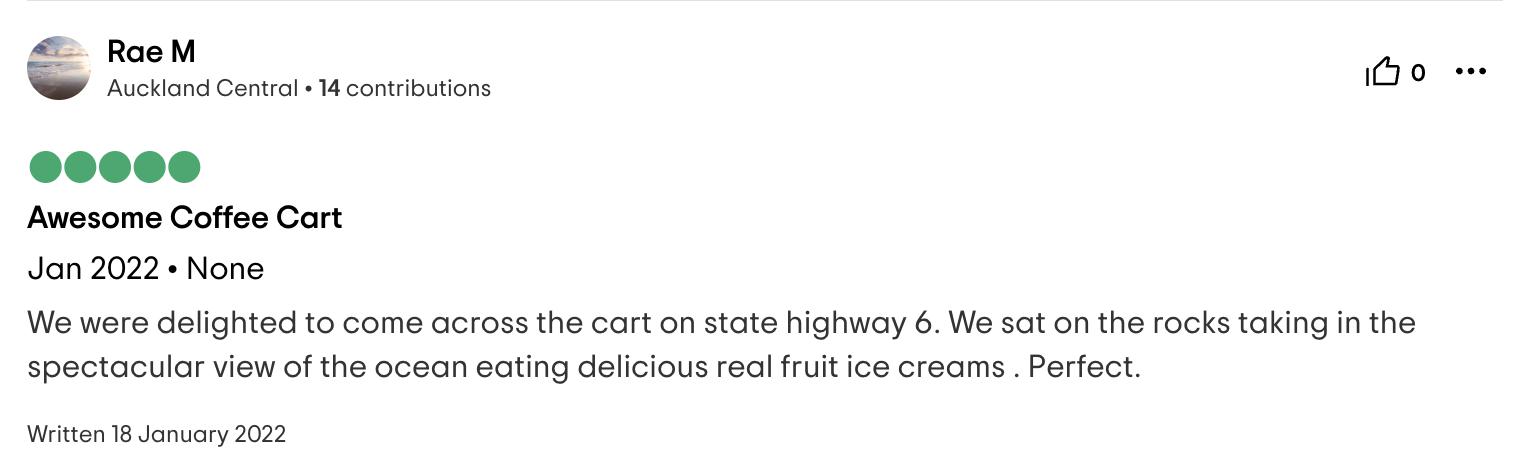 Rae M
Auckland Central • 14 contributions
0
Awesome Coffee Cart
Jan 2022 • None
We were delighted to come across the cart on state highway 6. We sat on the rocks taking in the
spectacular view of the ocean eating delicious real fruit ice creams . Perfect.
Written 18 January 2022